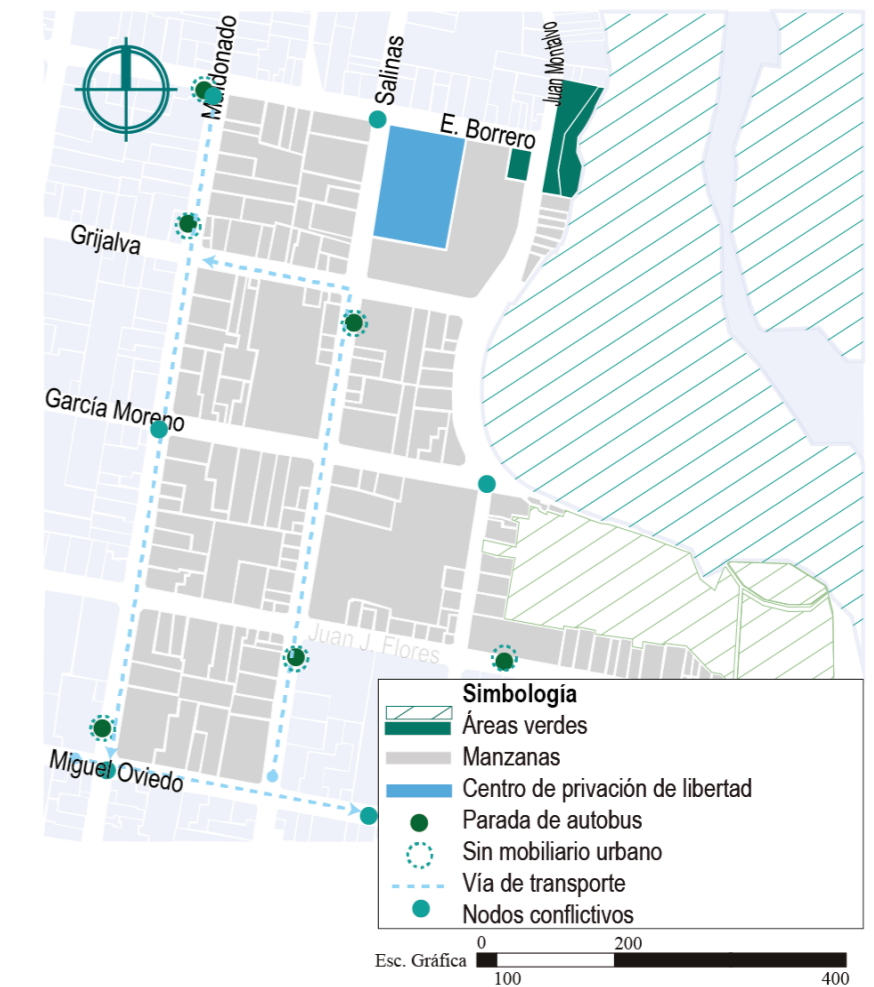 Maldonado
Salinas
Juan Montalvo
E. Borrero
Grijalva
García Moreno
Juan J. Flores
Miguel Oviedo
Simbología
Áreas verdes
Manzanas
Centro de privación de libertad
Parada de autobus
Sin mobiliario urbano
Vía de transporte
Nodos conflictivos
0 200
Esc. Gráfica
100 400